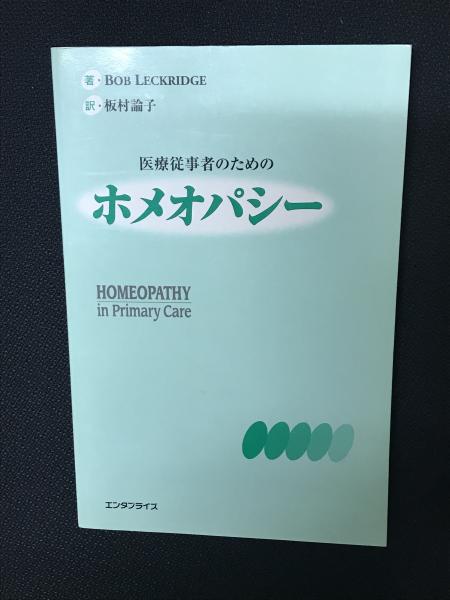 著・BOB LECKRIDGE
訳・板村論子
医療従事者のための
ホメオパシー
HOMEOPATHY
in Primary Care
エンタプライズ